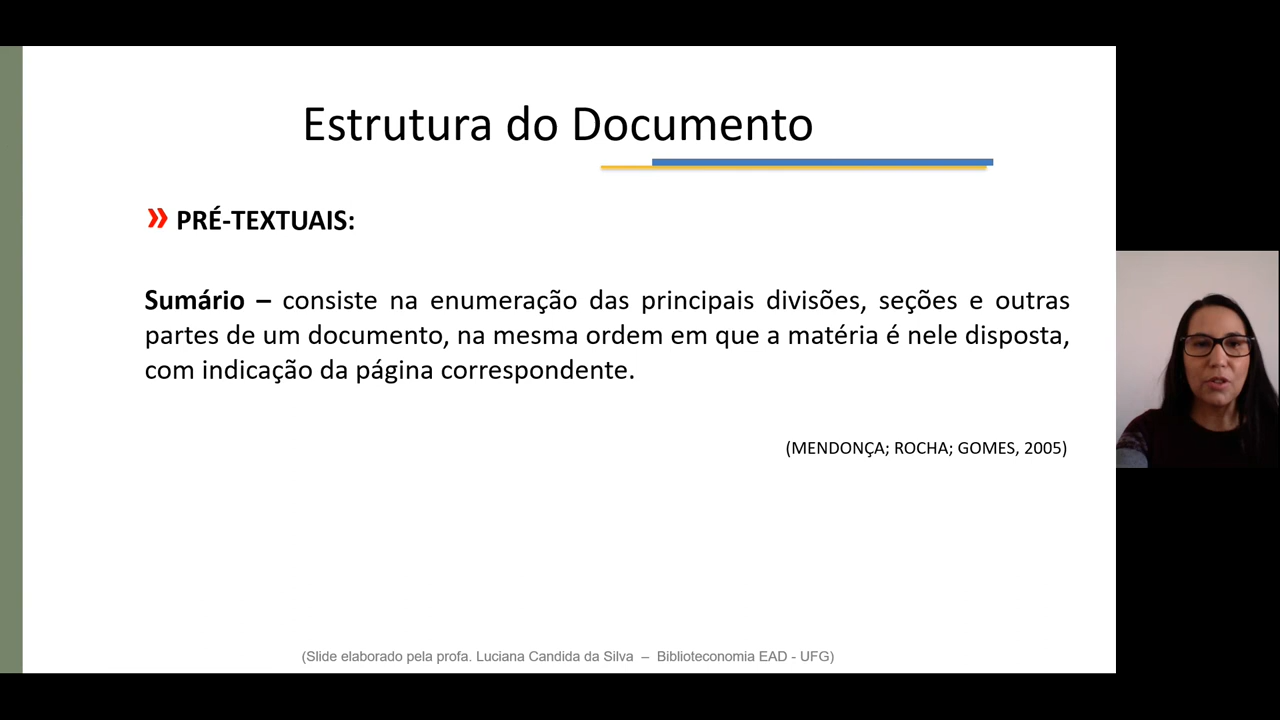 Estrutura do Documento
» PRÉ-TEXTUAIS:
Sumário – consiste na enumeração das principais divisões, seções e outras
partes de um documento, na mesma ordem em que a matéria é nele disposta,
com indicação da página correspondente.
(MENDONÇA; ROCHA; GOMES, 2005)
(Slide elaborado pela profa. Luciana Candida da Silva – Biblioteconomia EAD - UFG)